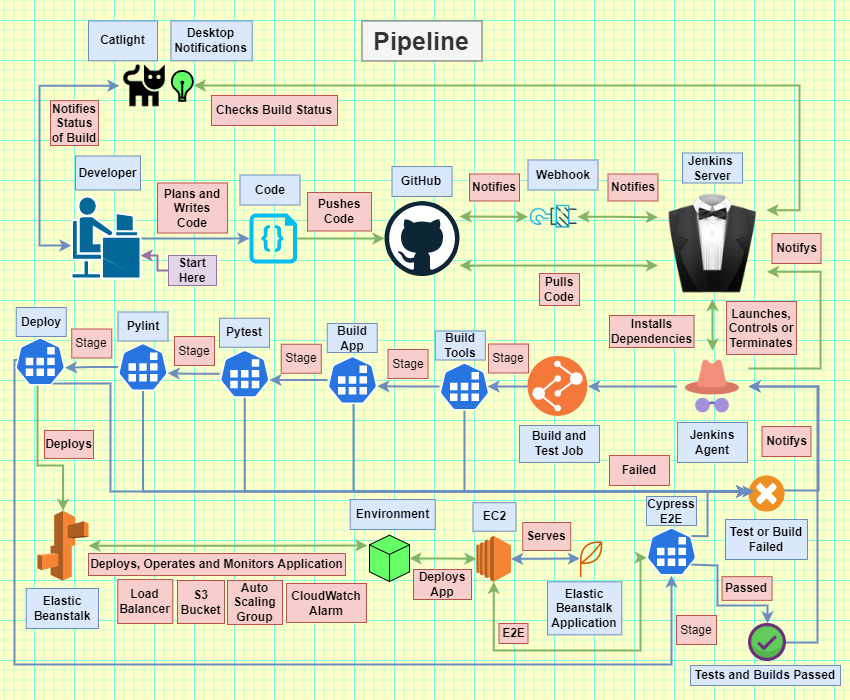 Pipeline
Catlight
Desktop
Notifications
Notifies
Status
of Build
Checks Build Status
Developer
Plans and
Writes
Code
Code
Pushes
Code
GitHub
Notifies
Webhook
Notifies
Jenkins
Server
Start
Here
Pulls
Code
Notifys
Deploy
Stage
Pylint
Stage
Pytest
Stage
Build
App
Stage
Build
Tools
Stage
Installs
Dependencies
Launches,
Controls or
Terminates
Build and
Test Job
Jenkins
Agent
Notifys
Deploys
Failed
Environment
EC2
Serves
Cypress
E2E
Test or Build
Failed
Deploys, Operates and Monitors Application
Deploys
App
Elastic
Beanstalk
Load
Balancer
S3
Bucket
Auto
Scaling
Group
CloudWatch
Alarm
Elastic
Beanstalk
Application
E2E
Passed
Stage
Tests and Builds Passed